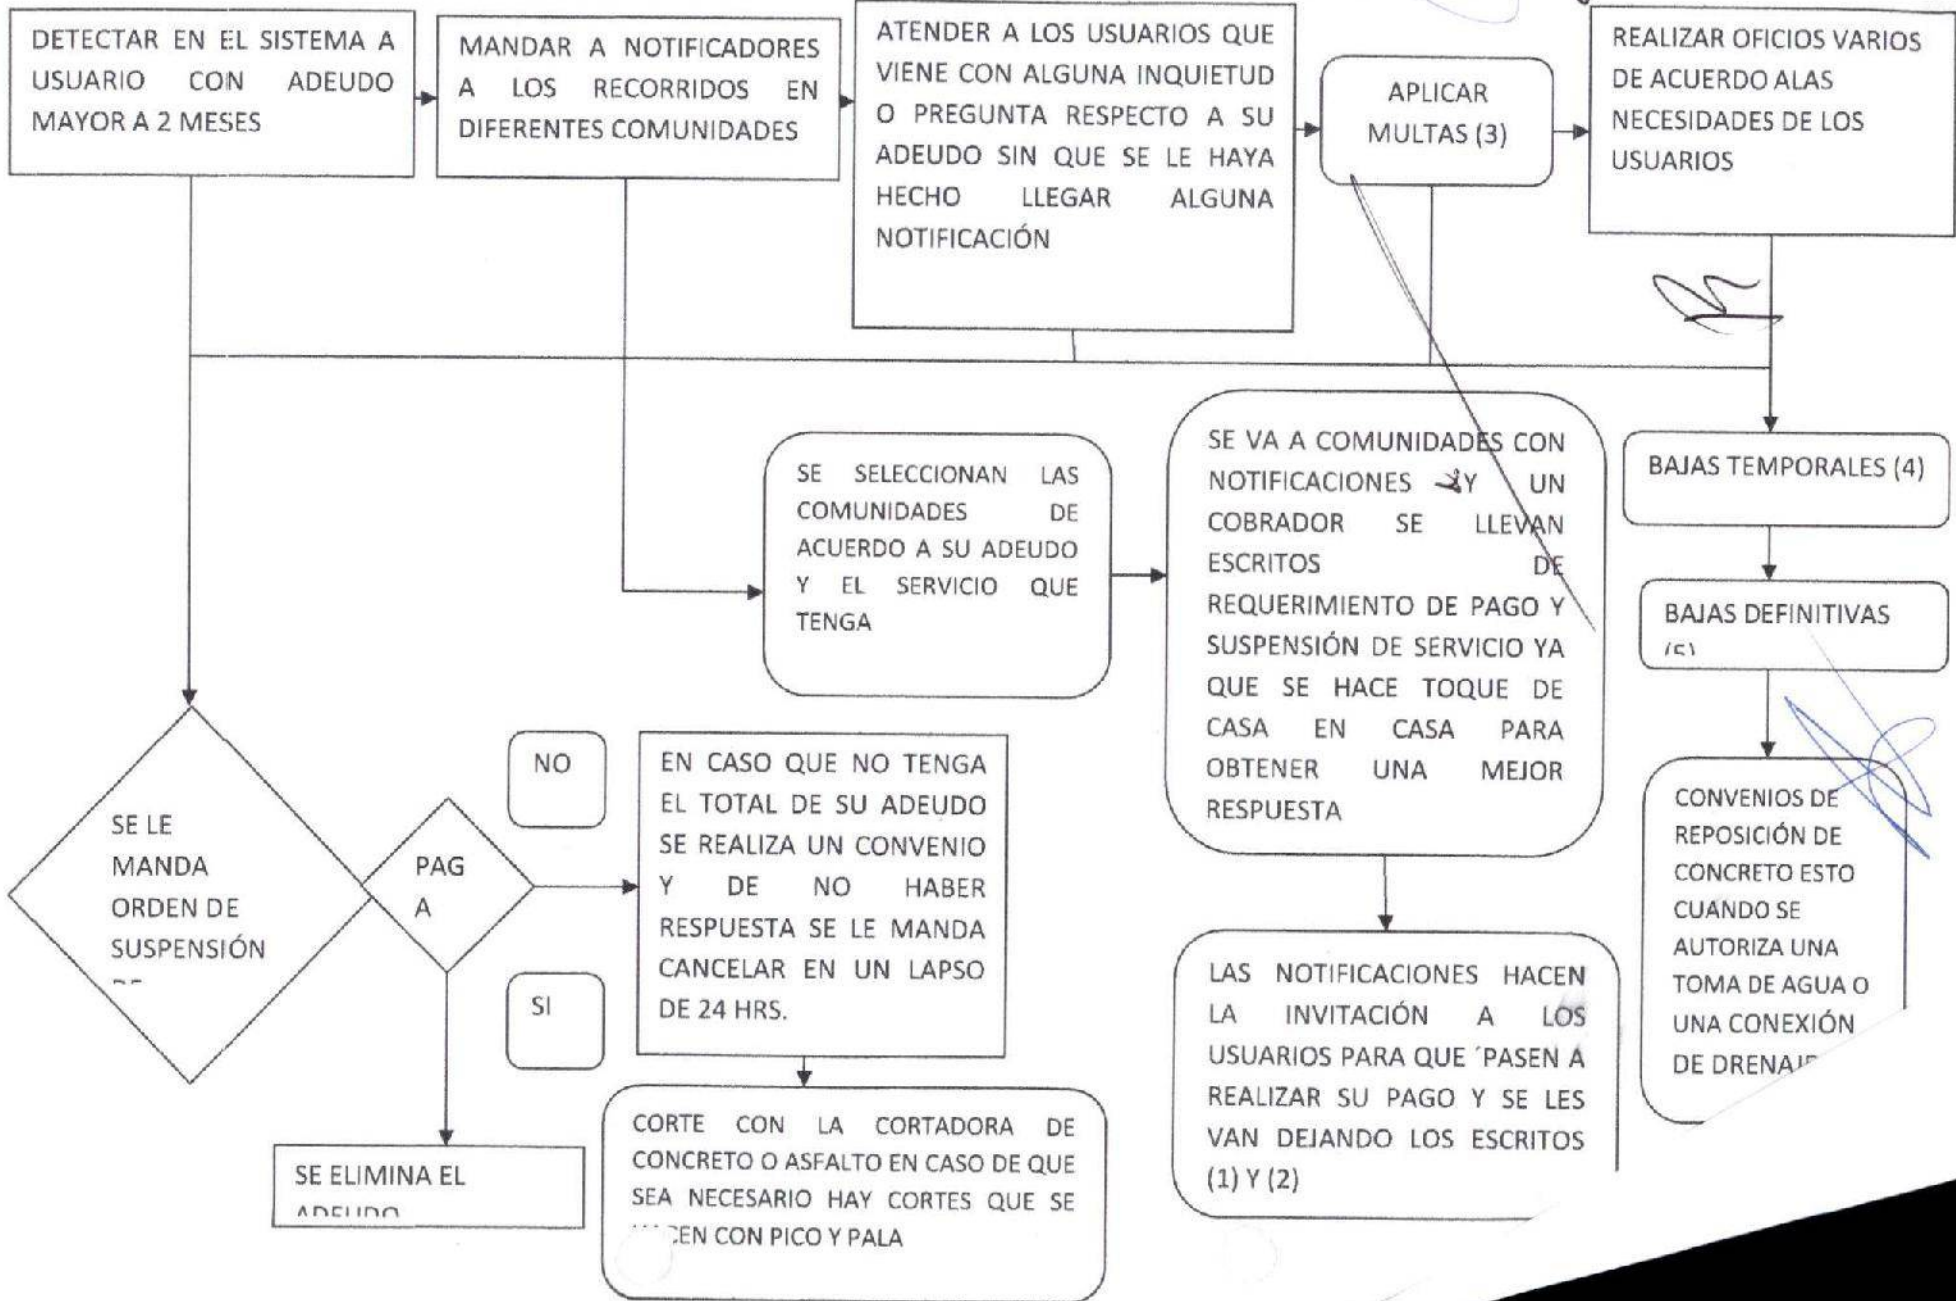 DETECTAR EN EL SISTEMA A
USUARIO CON ADEUDO
MAYOR A 2 MESES
MANDAR A NOTIFICADORES
A LOS RECORRIDOS EN
DIFERENTES COMUNIDADES
ATENDER A LOS USUARIOS QUE
VIENE CON ALGUNA INQUIETUD
O PREGUNTA RESPECTO A SU
ADEUDO SIN QUE SE LE HAYA
HECHO LLEGAR ALGUNA
NOTIFICACIÓN
APLICAR
MULTAS (3)
REALIZAR OFICIOS VARIOS
DE ACUERDO ALAS
NECESIDADES DE LOS
USUARIOS
SE SELECCIONAN LAS
COMUNIDADES DE
ACUERDO A SU ADEUDO
Y EL SERVICIO QUE
TENGA
SE VA A COMUNIDADES CON
NOTIFICACIONES Y UN
COBRADOR SE LLEVAN
ESCRITOS DE
REQUERIMIENTO DE PAGO Y
SUSPENSIÓN DE SERVICIO YA
QUE SE HACE TOQUE DE
CASA EN CASA PARA
OBTENER UNA MEJOR
RESPUESTA
BAJAS TEMPORALES (4)
BAJAS DEFINITIVAS
(5)
SE LE
MANDA
ORDEN DE
SUSPENSIÓN
DE
PAG
A
NO
SI
EN CASO QUE NO TENGA
EL TOTAL DE SU ADEUDO
SE REALIZA UN CONVENIO
Y DE NO HABER
RESPUESTA SE LE MANDA
CANCELAR EN UN LAPSO
DE 24 HRS.
CONVENIOS DE
REPOSICIÓN DE
CONCRETO ESTO
CUANDO SE
AUTORIZA UNA
TOMA DE AGUA O
UNA CONEXIÓN
DE
LAS NOTIFICACIONES HACEN
LA INVITACIÓN A LOS
USUARIOS PARA QUE ´PASEN A
REALIZAR SU PAGO Y SE LES
VAN DEJANDO LOS ESCRITOS
(1) Y (2)
SE ELIMINA EL
ADEUDO
CORTE CON LA CORTADORA DE
CONCRETO O ASFALTO EN CASO DE QUE
SEA NECESARIO HAY CORTES QUE SE
CON PICO Y PALA